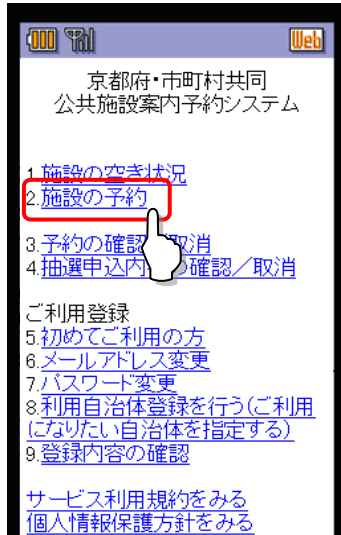 Web
京都府・市町村共同
公共施設案内予約システム
1.施設の空き状況
2.施設の予約
3.予約の確認／取消
4.抽選申込内 の確認／取消
ご利用登録
5.初めてご利用の方
6.メールアドレス変更
7.パスワード変更
8.利用自治体登録を行う(ご利用
になりたい自治体を指定する)
9.登録内容の確認
サービス利用規約をみる
個人情報保護方針をみる